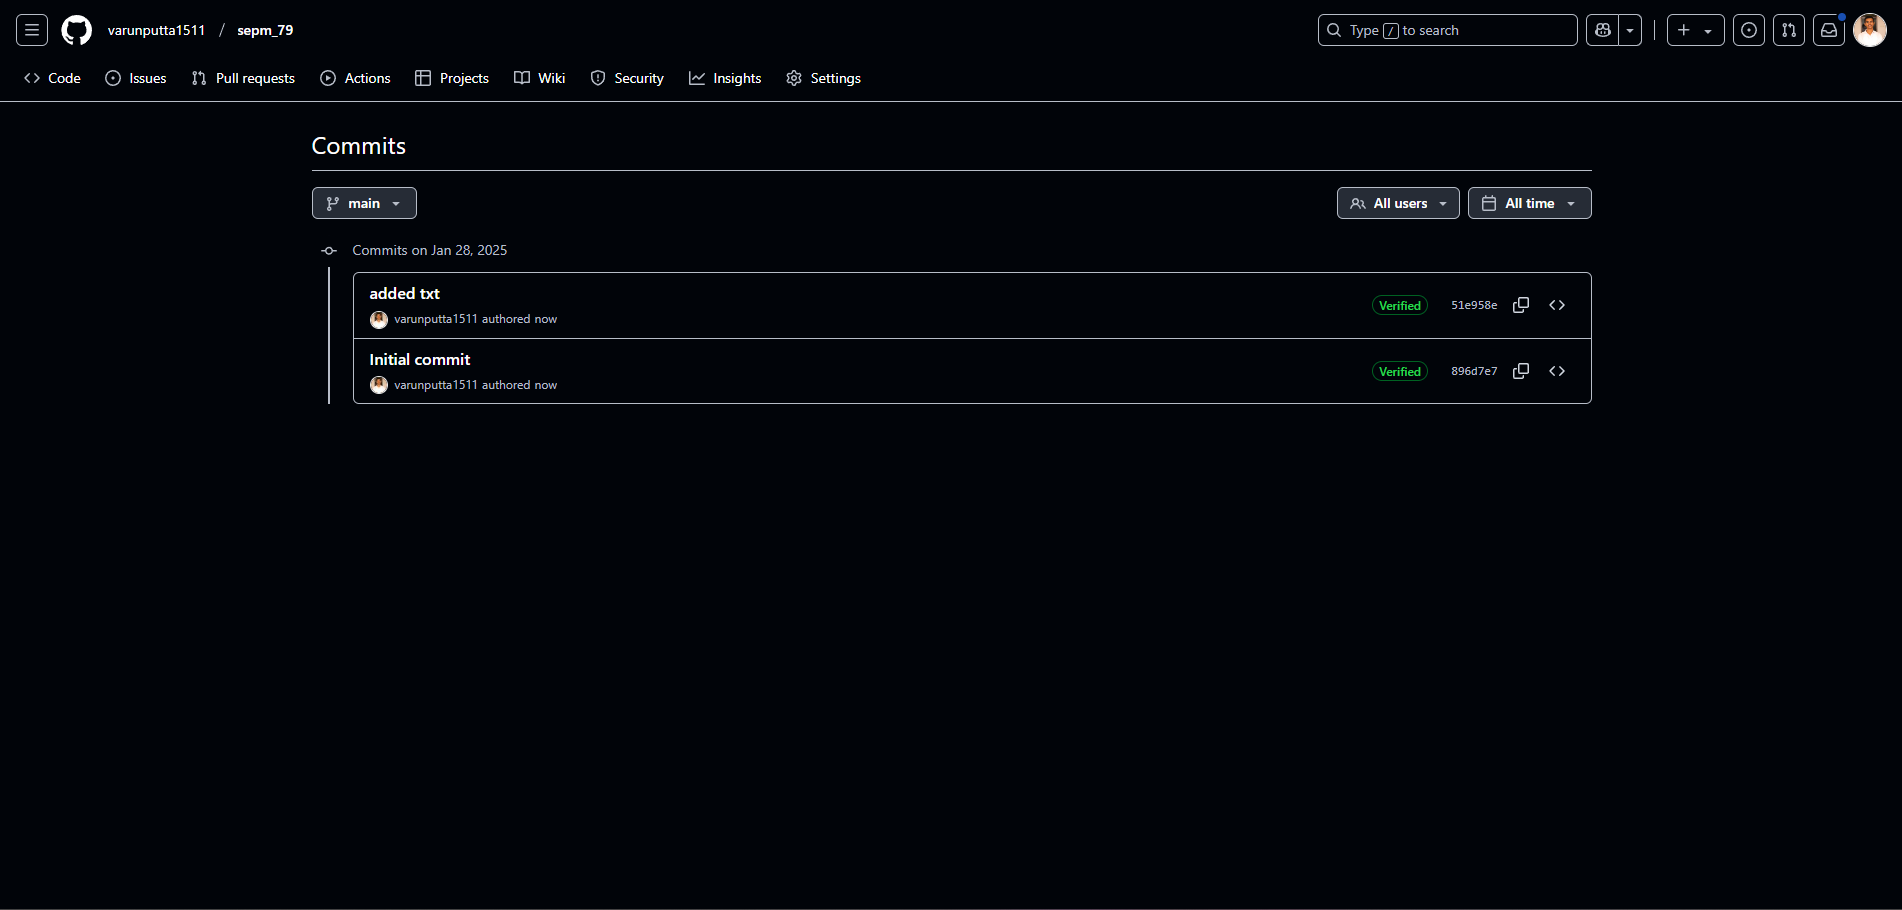 varunputta1511 / sepm_79
Type / to search
Code Issues Pull requests Actions Projects Wiki Security Insights Settings
Commits
main
All users All time
Commits on Jan 28, 2025
added txt
varunputta1511 authored now
Verified 51e958e
Initial commit
varunputta1511 authored now
Verified 896d7e7